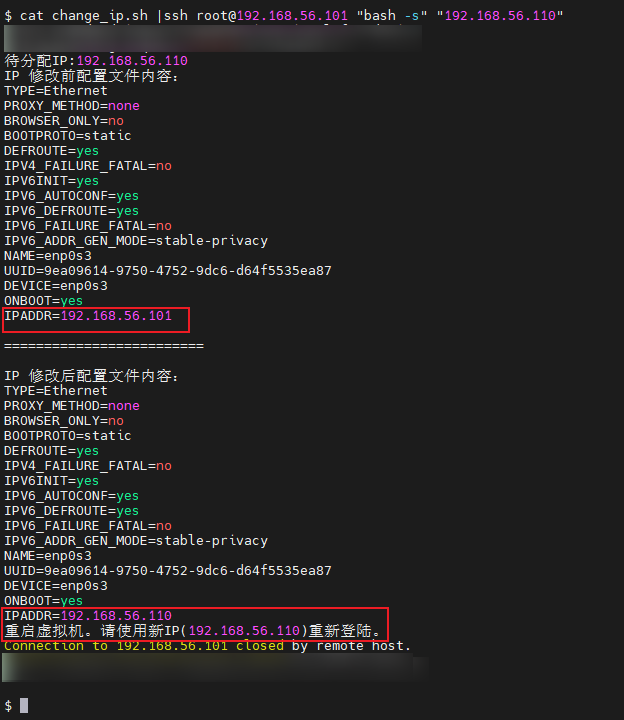 $ cat change_ip.sh |ssh root@192.168.56.101 "bash -s" "192.168.56.110"
待分配IP:192.168.56.110
IP 修改前配置文件内容：
TYPE=Ethernet
PROXY_METHOD=none
BROWSER_ONLY=no
BOOTPROTO=static
DEFROUTE=yes
IPV4_FAILURE_FATAL=no
IPV6INIT=yes
IPV6_AUTOCONF=yes
IPV6_DEFROUTE=yes
IPV6_FAILURE_FATAL=no
IPV6_ADDR_GEN_MODE=stable-privacy
NAME=enp0s3
UUID=9ea09614-9750-4752-9dc6-d64f5535ea87
DEVICE=enp0s3
ONBOOT=yes
IPADDR=192.168.56.101
=========================
IP 修改后配置文件内容：
TYPE=Ethernet
PROXY_METHOD=none
BROWSER_ONLY=no
BOOTPROTO=static
DEFROUTE=yes
IPV4_FAILURE_FATAL=no
IPV6INIT=yes
IPV6_AUTOCONF=yes
IPV6_DEFROUTE=yes
IPV6_FAILURE_FATAL=no
IPV6_ADDR_GEN_MODE=stable-privacy
NAME=enp0s3
UUID=9ea09614-9750-4752-9dc6-d64f5535ea87
DEVICE=enp0s3
ONBOOT=yes
IPADDR=192.168.56.110
重启虚拟机。请使用新IP(192.168.56.110)重新登陆。
Connection to 192.168.56.101 closed by remote host.
$